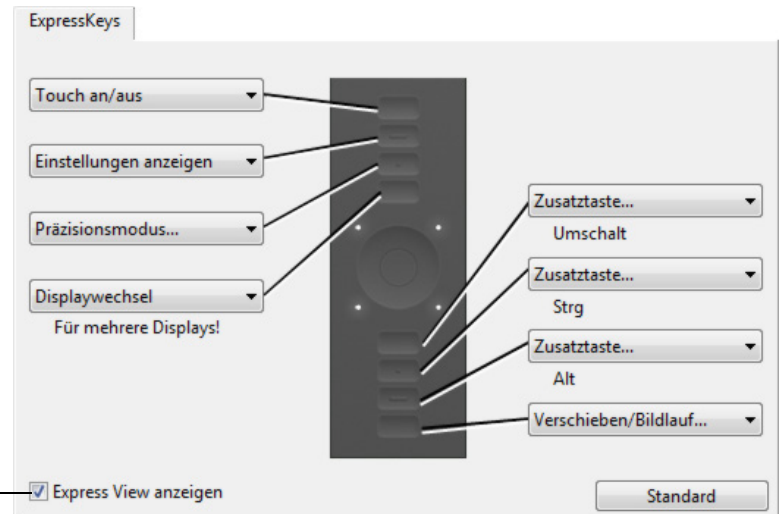 ExpressKeys
Touch an/aus
Einstellungen anzeigen
Präzisionsmodus...
Displaywechsel
Für mehrere Displays!
Zusatztaste...
Umschalt
Zusatztaste...
Strg
Zusatztaste...
Alt
Verschieben/Bildlauf...
Express View anzeigen
Standard